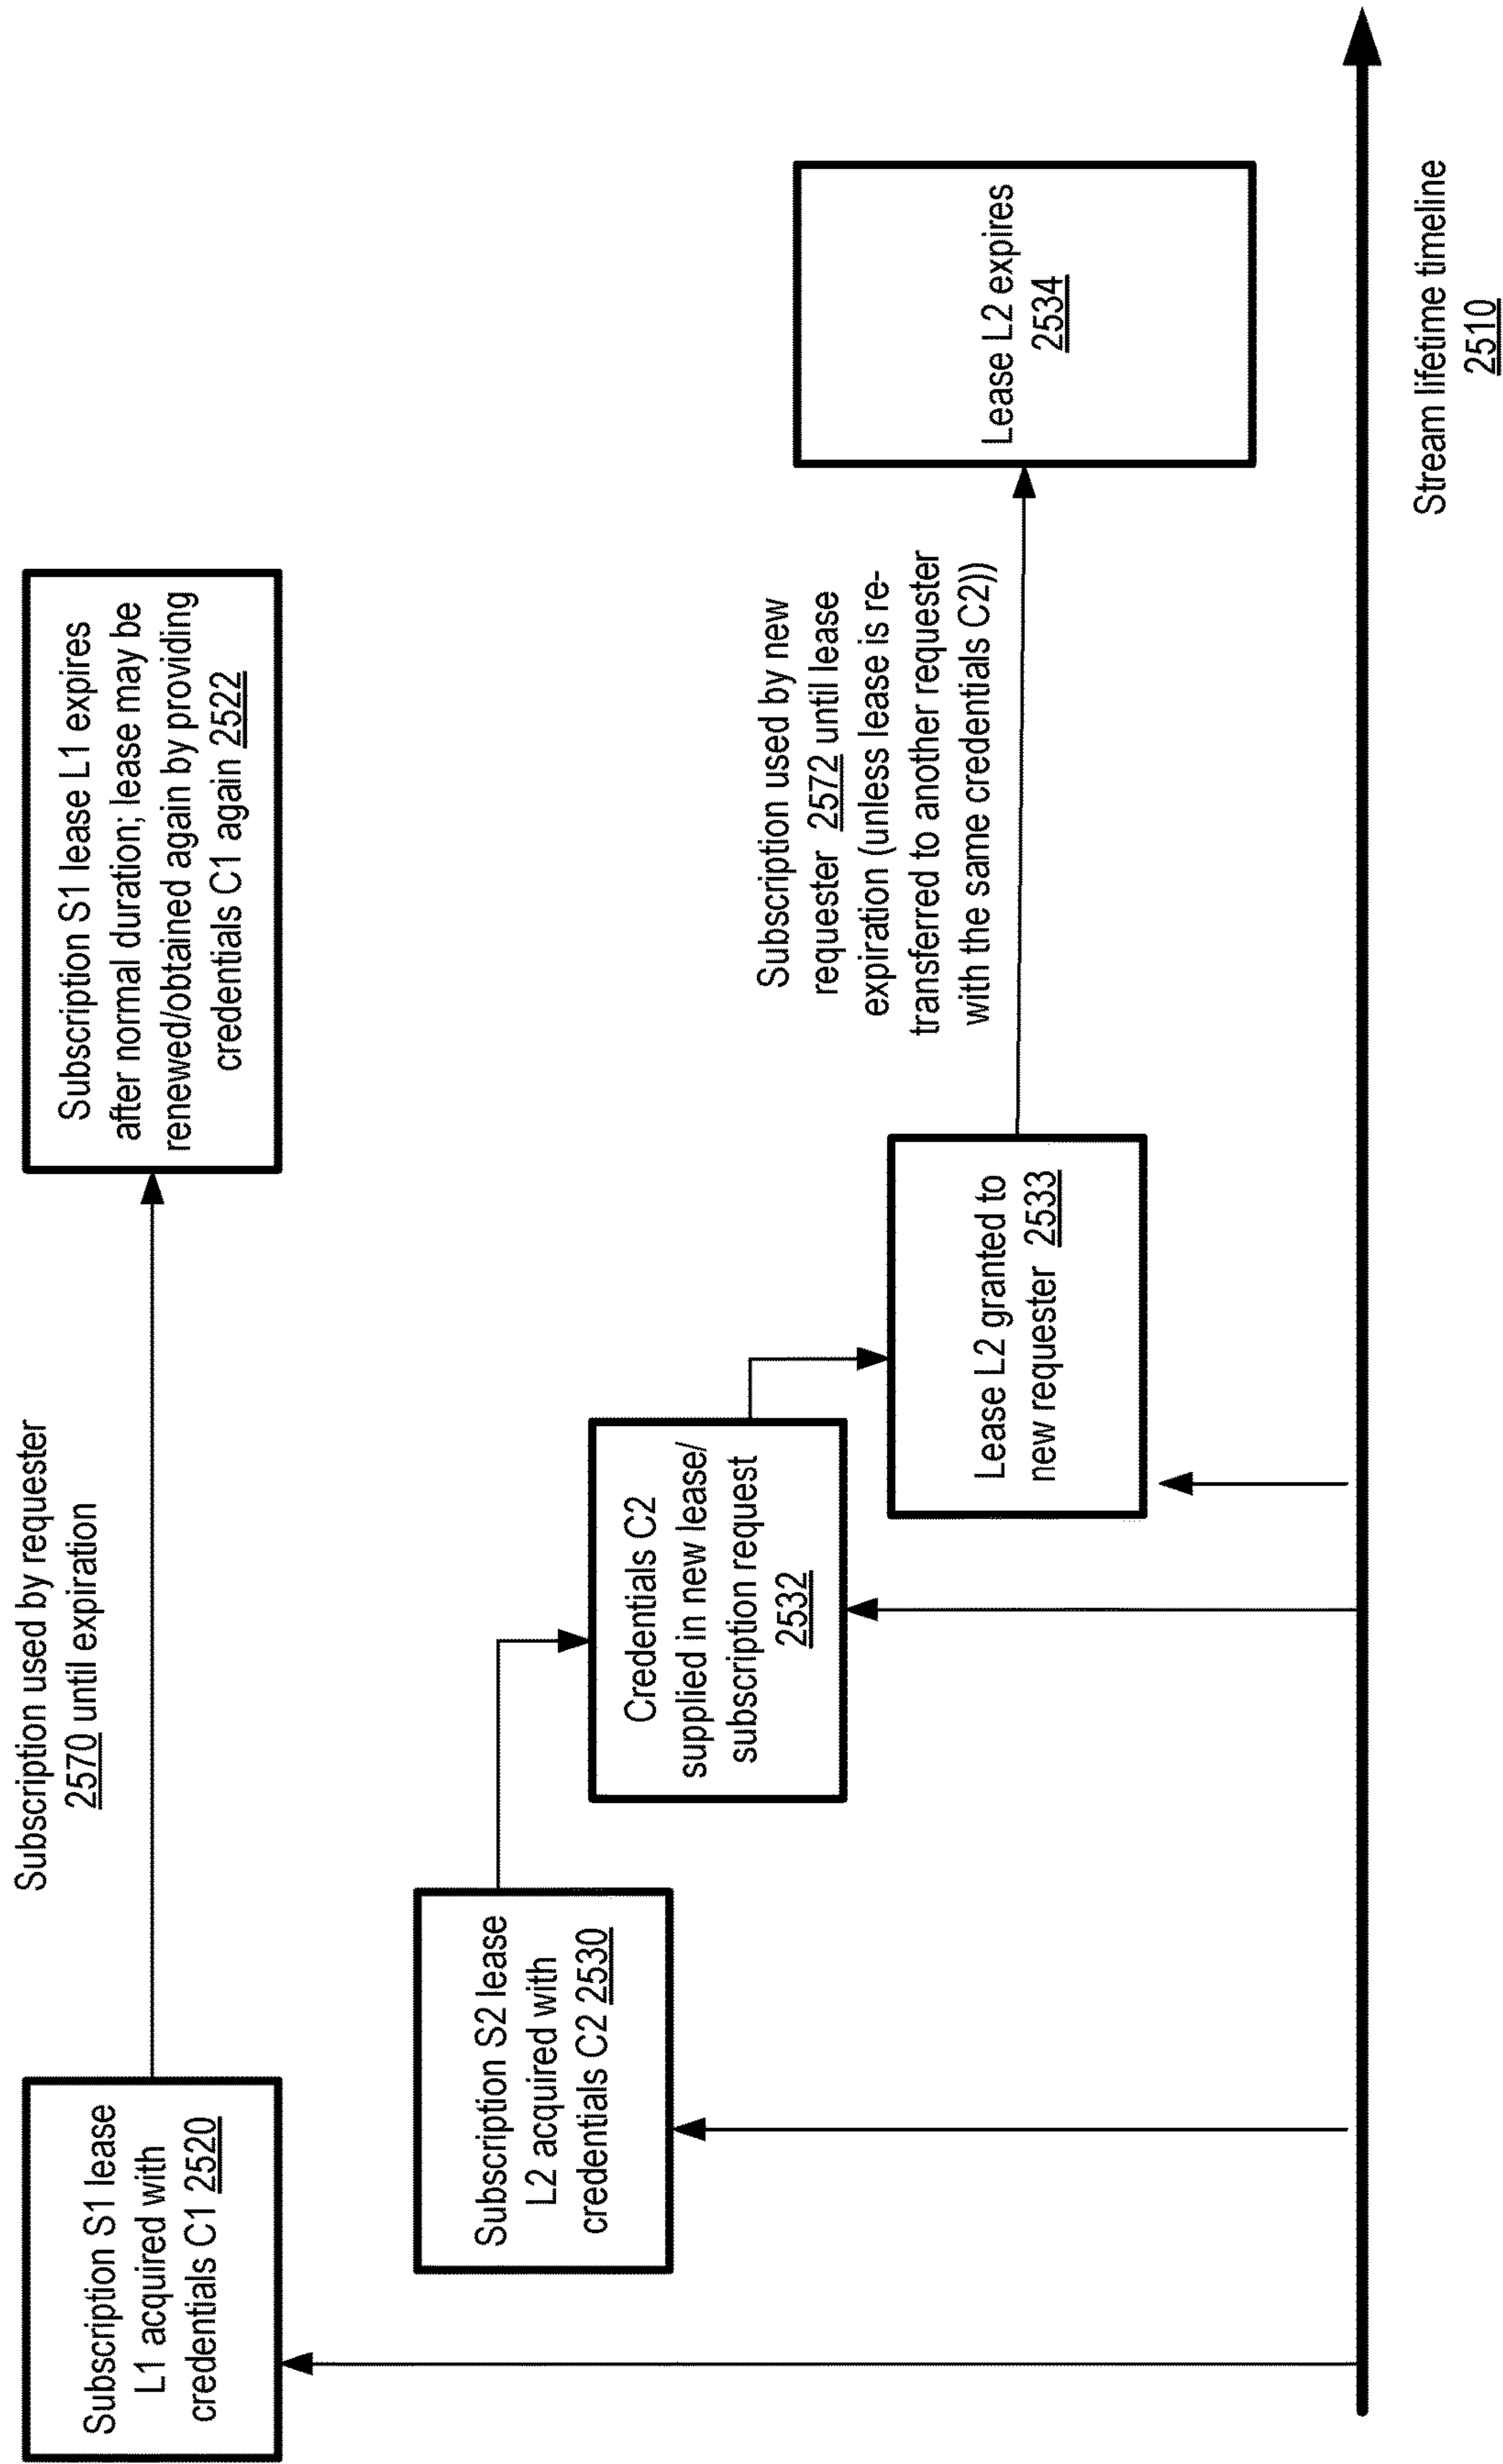 Subscription S1 lease
L1 acquired with
credentials C1 2520
Subscription used by requester
2570 until expiration
Subscription S1 lease L1 expires
after normal duration; lease may be
renewed/obtained again by providing
credentials C1 again 2522
Subscription S2 lease
L2 acquired with
credentials C2 2530
Credentials C2
supplied in new lease/
subscription request
2532
Lease L2 granted to
new requester 2533
Subscription used by new
requester 2572 until lease
expiration (unless lease is re-
transferred to another requester
with the same credentials C2))
Lease L2 expires
2534
Stream lifetime timeline
2510